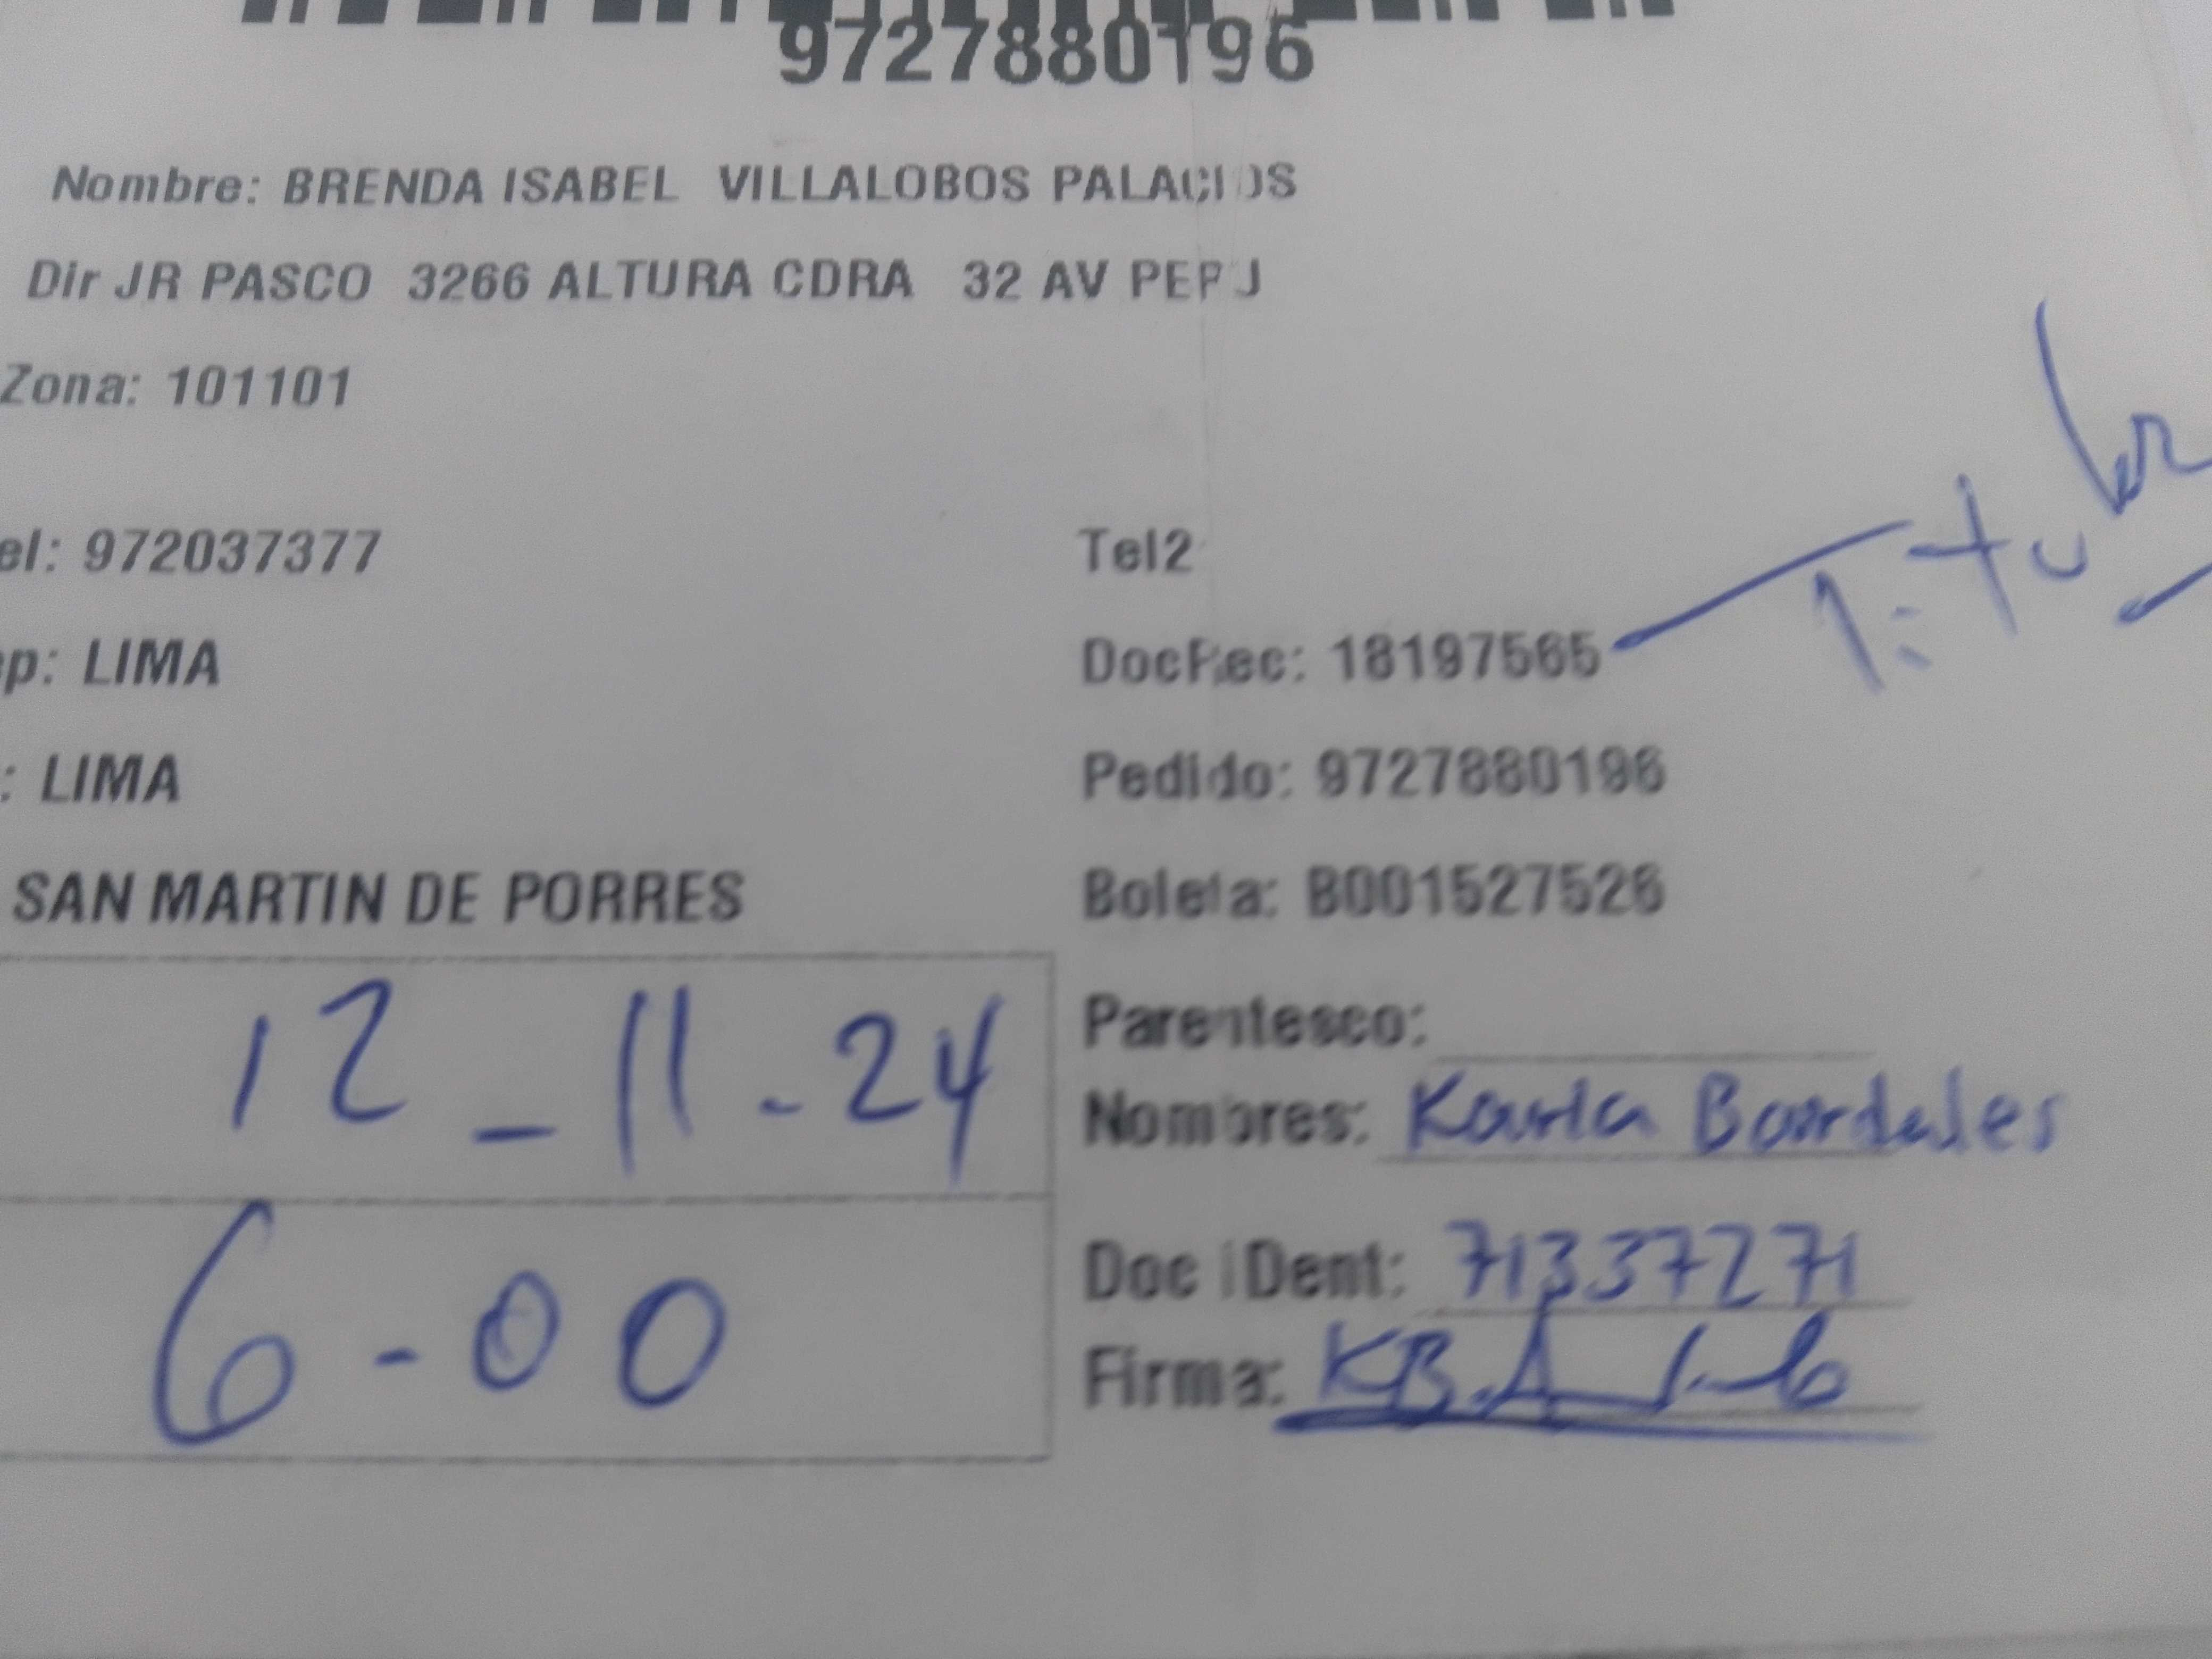 9727880196
Nombre: BRENDA ISABEL VILLALOBOS PALACIOS
Dir JR PASCO 3266 ALTURA CDRA 32 AV PERU
Zona: 101101
el: 972037377
Tel2
Titular
p: LIMA
DocRec: 18197565
: LIMA
Pedido: 9727880196
SAN MARTIN DE PORRES
Boleta: B001527526
12-11-24
Parentesco:
Nombres: Karla Bardales
6-00
Doc iDent: 71337271
Firma: KB.A